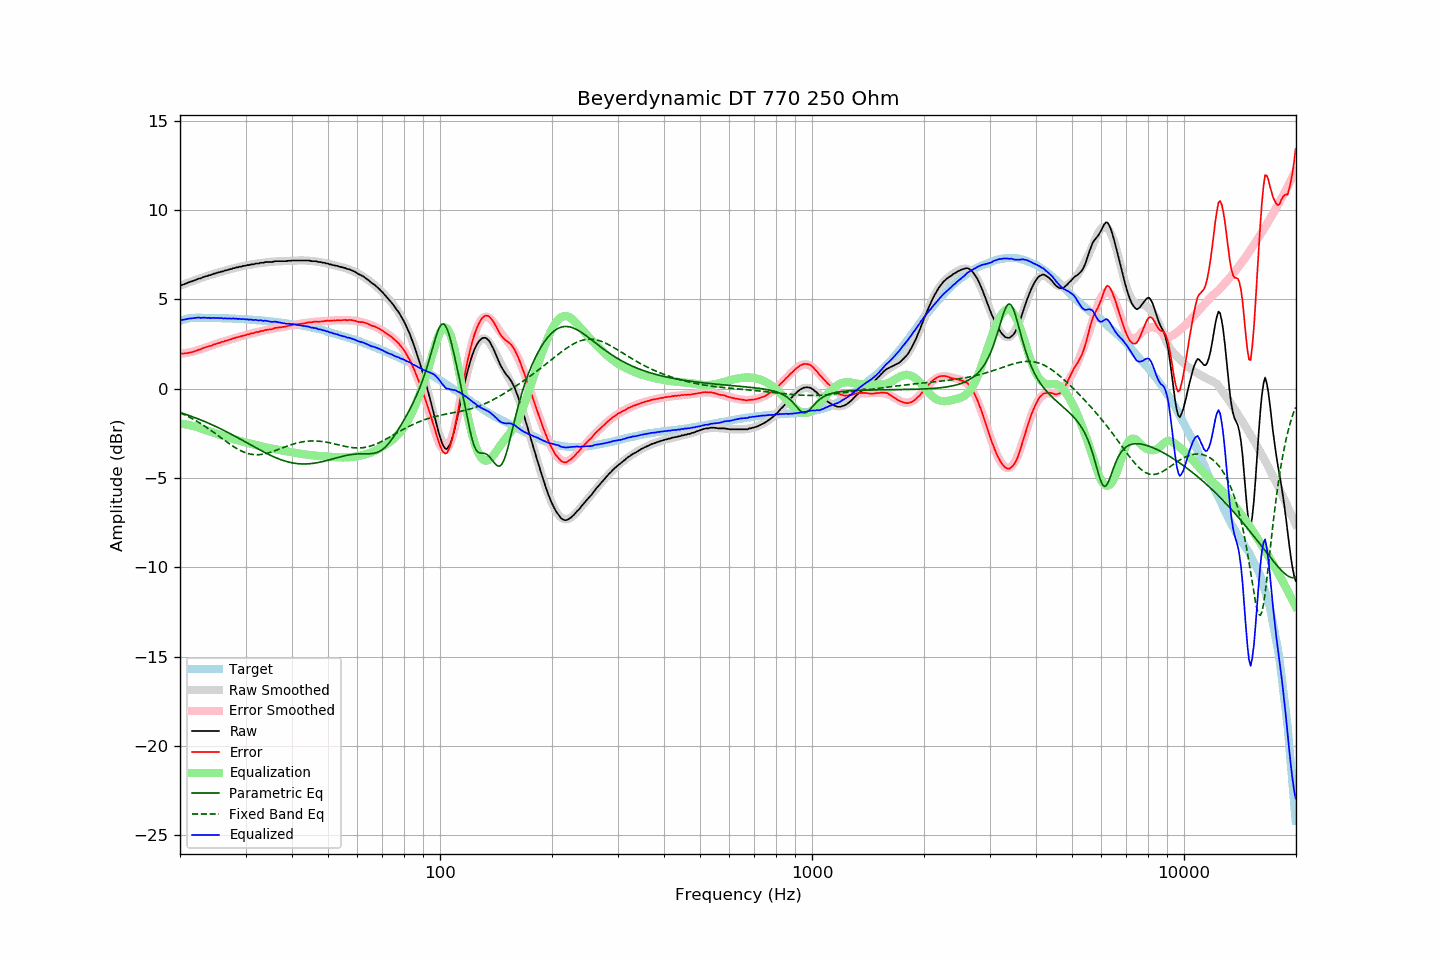 Beyerdynamic DT 770 250 Ohm
15
10
5
0
−5
−10
−15
−20
−25
Amplitude (dBr)
Target
Raw Smoothed
Error Smoothed
Raw
Error
Equalization
Parametric Eq
Fixed Band Eq
Equalized
100
1000
10000
Frequency (Hz)